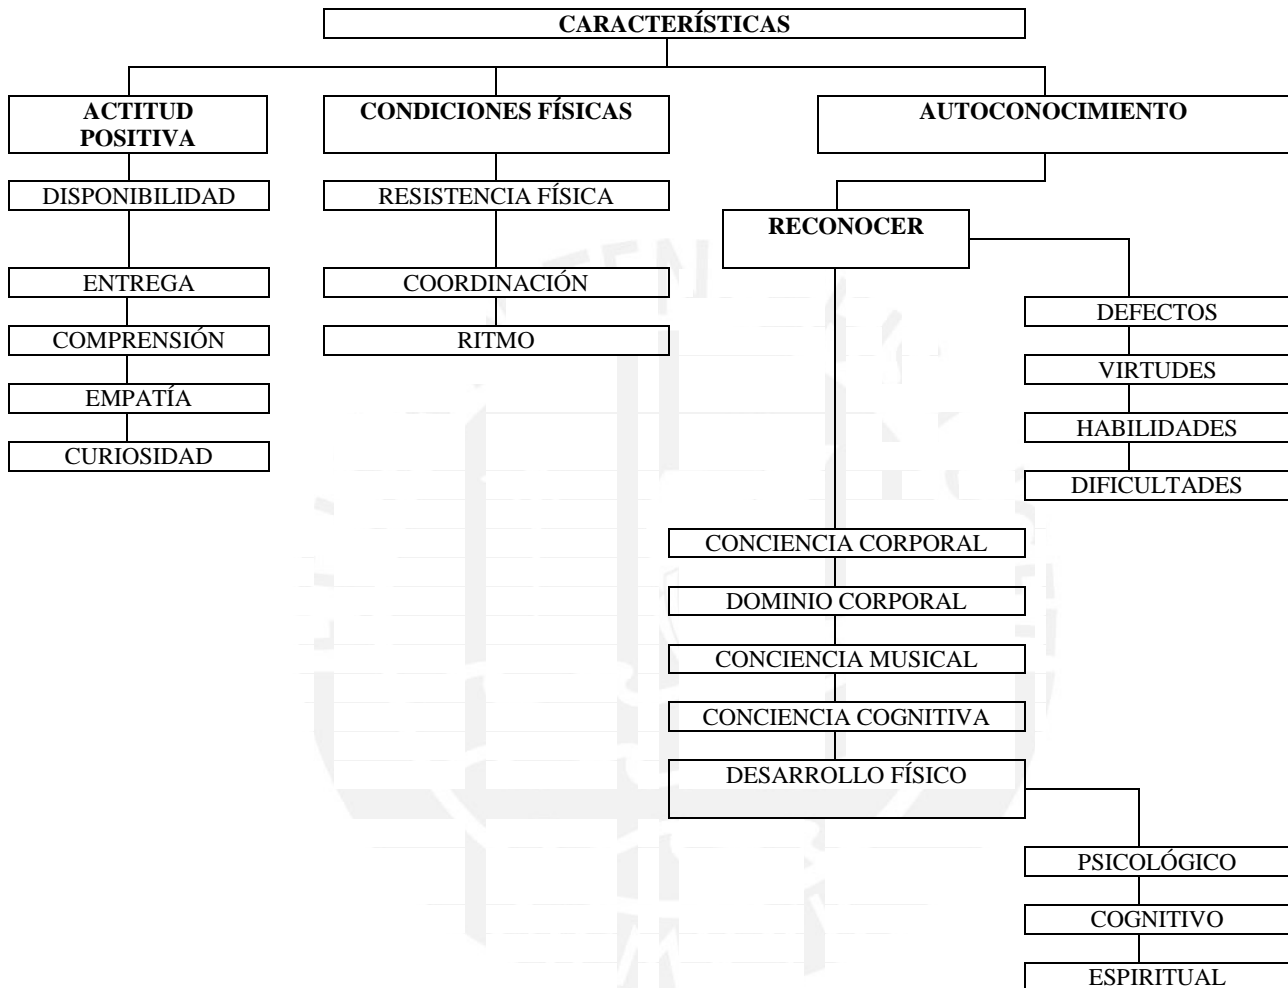 CARACTERÍSTICAS
ACTITUD
POSITIVA
CONDICIONES FÍSICAS
AUTOCONOCIMIENTO
DISPONIBILIDAD
RESISTENCIA FÍSICA
RECONOCER
ENTREGA
COORDINACIÓN
DEFECTOS
COMPRENSIÓN
RITMO
VIRTUDES
EMPATÍA
HABILIDADES
CURIOSIDAD
DIFICULTADES
CONCIENCIA CORPORAL
DOMINIO CORPORAL
CONCIENCIA MUSICAL
CONCIENCIA COGNITIVA
DESARROLLO FÍSICO
PSICOLÓGICO
COGNITIVO
ESPIRITUAL